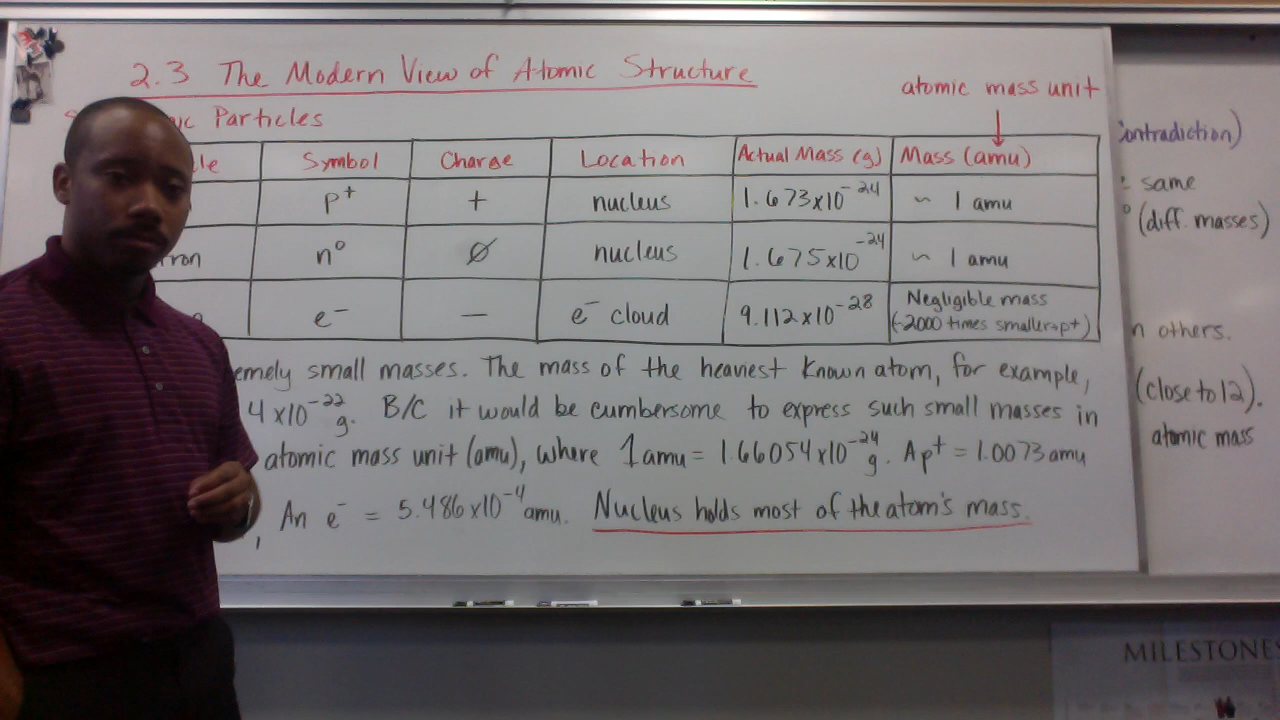 2.3 The Modern View of Atomic Structure
atomic mass unit
ic Particles
le Symbol Charge Location Actual Mass (g) Mass (amu)
p⁺ + nucleus 1.673x10⁻²⁴ ~ 1 amu
ron n⁰ ∅ nucleus 1.675x10⁻²⁴ ~ 1 amu
e⁻ — e⁻ cloud 9.112x10⁻²⁸ Negligible mass
(~2000 times smaller p⁺)
emely small masses. The mass of the heaviest known atom, for example,
4x10⁻²² g. B/C it would be cumbersome to express such small masses in
atomic mass unit (amu), where 1 amu = 1.66054x10⁻²⁴ g. A p⁺ = 1.0073 amu
An e⁻ = 5.486x10⁻⁴ amu. Nucleus holds most of the atom's mass.
contradiction)
same
(diff. masses)
n others.
(close to 12).
atomic mass
MILESTONES